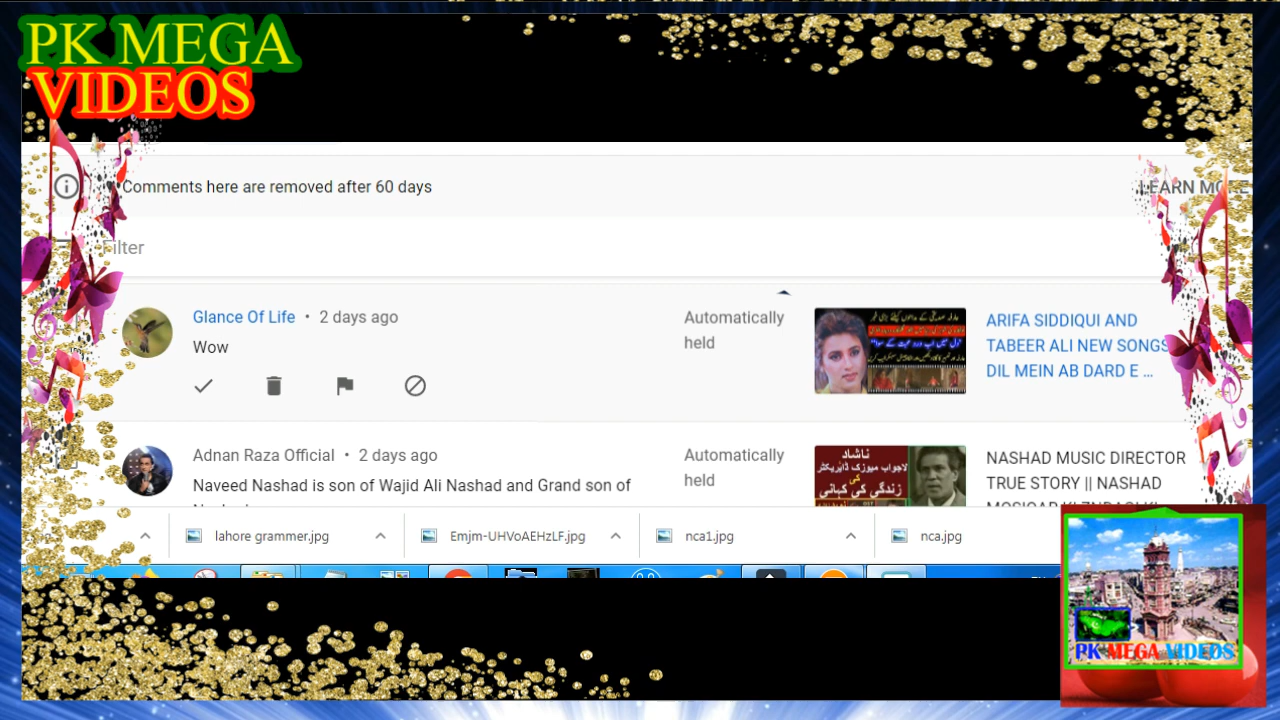 PK MEGA
VIDEOS
Comments here are removed after 60 days
LEARN MORE
Filter
Glance Of Life • 2 days ago
Wow
Automatically
held
ARIFA SIDDIQUI AND
TABEER ALI NEW SONGS
DIL MEIN AB DARD E ...
Adnan Raza Official • 2 days ago
Naveed Nashad is son of Wajid Ali Nashad and Grand son of
Automatically
held
ناشاد
لاجواب میوزک ڈائریکٹر
کی
زندگی کی کہانی
NASHAD MUSIC DIRECTOR
TRUE STORY || NASHAD
lahore grammer.jpg
Emjm-UHVoAEHzLF.jpg
nca1.jpg
nca.jpg
PK MEGA VIDEOS